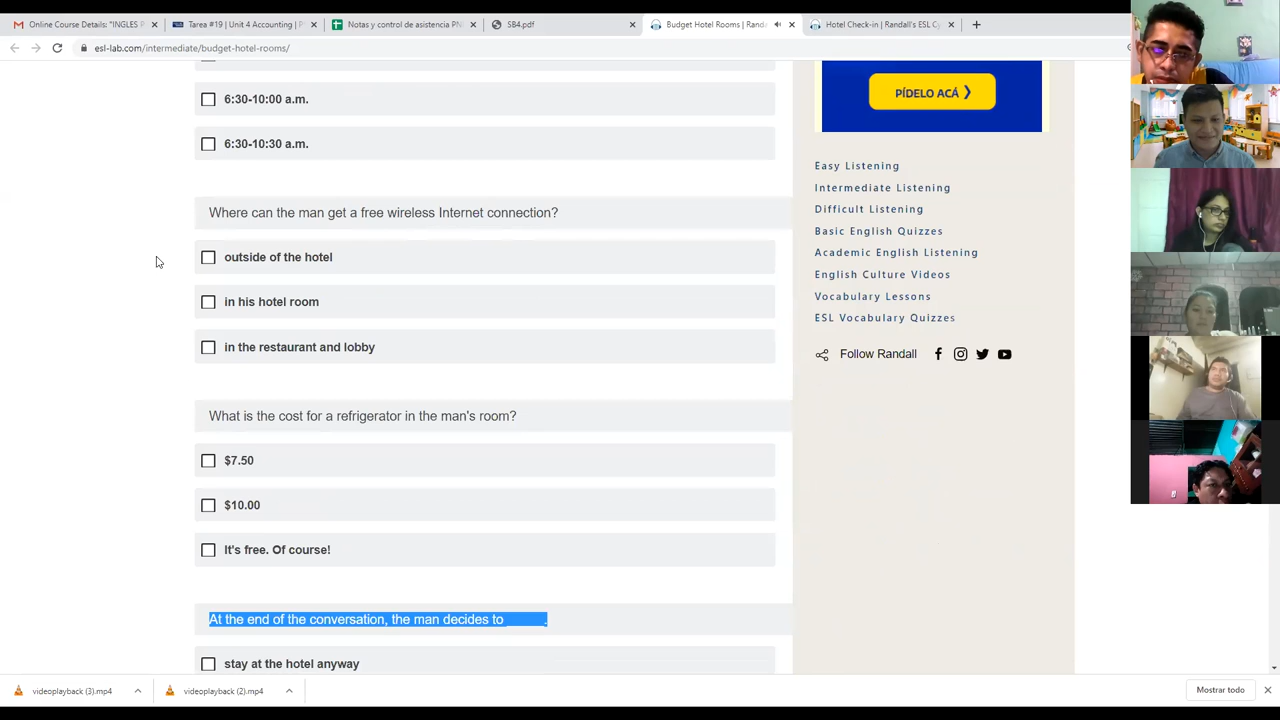 Online Course Details: "INGLES P
Tarea #19 | Unit 4 Accounting | P
Notas y control de asistencia PN
SB4.pdf
Budget Hotel Rooms | Randa
Hotel Check-in | Randall's ESL Cy
esl-lab.com/intermediate/budget-hotel-rooms/
6:30-10:00 a.m.
6:30-10:30 a.m.
Where can the man get a free wireless Internet connection?
outside of the hotel
in his hotel room
in the restaurant and lobby
What is the cost for a refrigerator in the man's room?
$7.50
$10.00
It's free. Of course!
At the end of the conversation, the man decides to _____.
stay at the hotel anyway
PÍDELO ACÁ ❯
Easy Listening
Intermediate Listening
Difficult Listening
Basic English Quizzes
Academic English Listening
English Culture Videos
Vocabulary Lessons
ESL Vocabulary Quizzes
Follow Randall
videoplayback (3).mp4
videoplayback (2).mp4
Mostrar todo